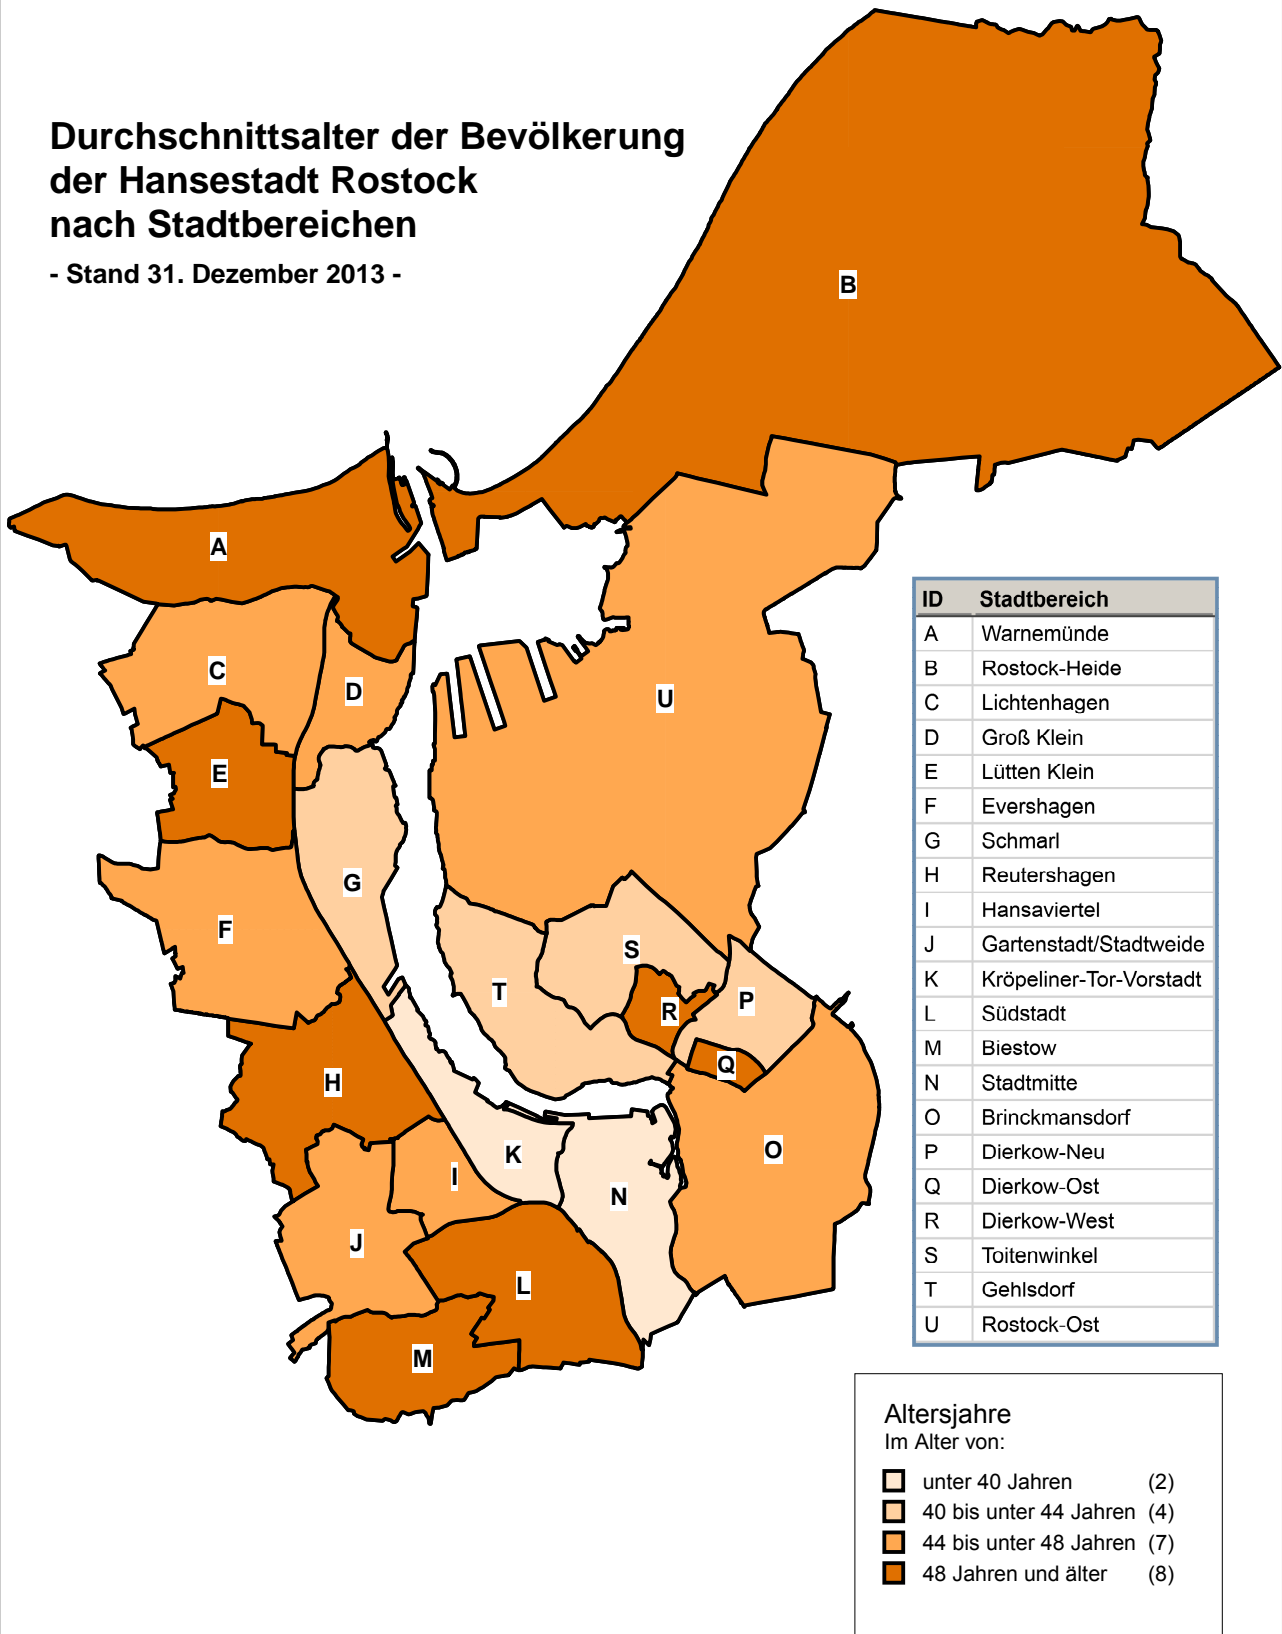 Durchschnittsalter der Bevölkerung
der Hansestadt Rostock
nach Stadtbereichen
- Stand 31. Dezember 2013 -
B
A
C
D
U
E
G
F
S
T
P
R
Q
H
K
O
I
N
J
L
M
ID Stadtbereich
A Warnemünde
B Rostock-Heide
C Lichtenhagen
D Groß Klein
E Lütten Klein
F Evershagen
G Schmarl
H Reutershagen
I Hansaviertel
J Gartenstadt/Stadtweide
K Kröpeliner-Tor-Vorstadt
L Südstadt
M Biestow
N Stadtmitte
O Brinckmansdorf
P Dierkow-Neu
Q Dierkow-Ost
R Dierkow-West
S Toitenwinkel
T Gehlsdorf
U Rostock-Ost
Altersjahre
Im Alter von:
unter 40 Jahren (2)
40 bis unter 44 Jahren (4)
44 bis unter 48 Jahren (7)
48 Jahren und älter (8)